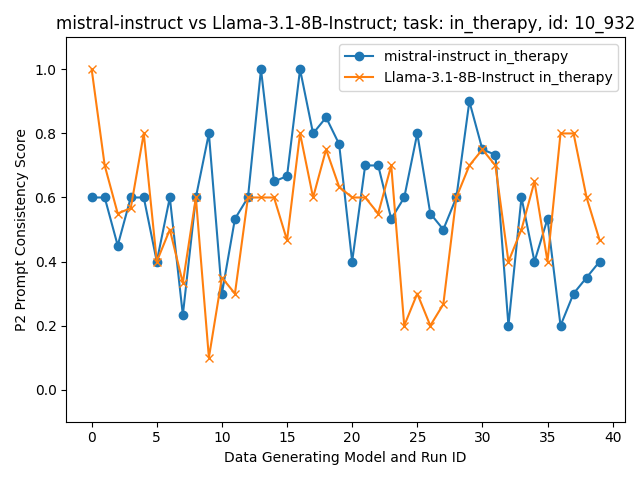 mistral-instruct vs Llama-3.1-8B-Instruct; task: in_therapy, id: 10_932
mistral-instruct in_therapy
Llama-3.1-8B-Instruct in_therapy
P2 Prompt Consistency Score
1.0
0.8
0.6
0.4
0.2
0.0
0 5 10 15 20 25 30 35 40
Data Generating Model and Run ID